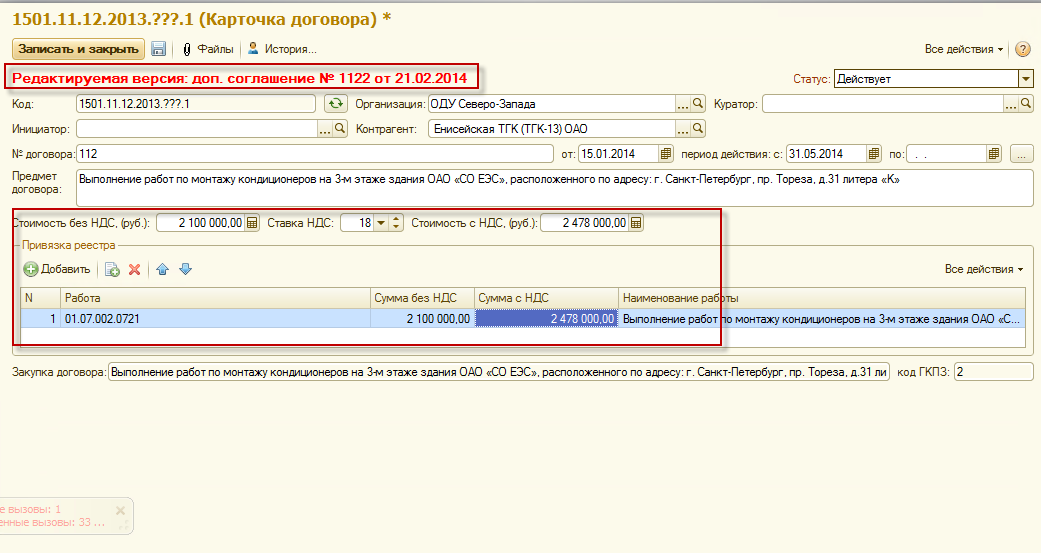 1501.11.12.2013.???.1 (Карточка договора) *
Записать и закрыть Файлы История... Все действия ?
Редактируемая версия: доп. соглашение № 1122 от 21.02.2014 Статус: Действует
Код: 1501.11.12.2013.???.1 Организация: ОДУ Северо-Запада ... Куратор: ...
Инициатор: ... Контрагент: Енисейская ТГК (ТГК-13) ОАО ...
№ договора: 112 от: 15.01.2014 период действия: с: 31.05.2014 по: . . ...
Предмет договора: Выполнение работ по монтажу кондиционеров на 3-м этаже здания ОАО «СО ЕЭС», расположенного по адресу: г. Санкт-Петербург, пр. Тореза, д.31 литера «К»
Стоимость без НДС, (руб.): 2 100 000,00 Ставка НДС: 18 Стоимость с НДС, (руб.): 2 478 000,00
Привязка реестра
Добавить Все действия
N Работа Сумма без НДС Сумма с НДС Наименование работы
1 01.07.002.0721 2 100 000,00 2 478 000,00 Выполнение работ по монтажу кондиционеров на 3-м этаже здания ОАО «С...
Закупка договора: Выполнение работ по монтажу кондиционеров на 3-м этаже здания ОАО «СО ЕЭС», расположенного по адресу: г. Санкт-Петербург, пр. Тореза, д.31 ли код ГКПЗ: 2
е вызовы: 1
енные вызовы: 33 ...